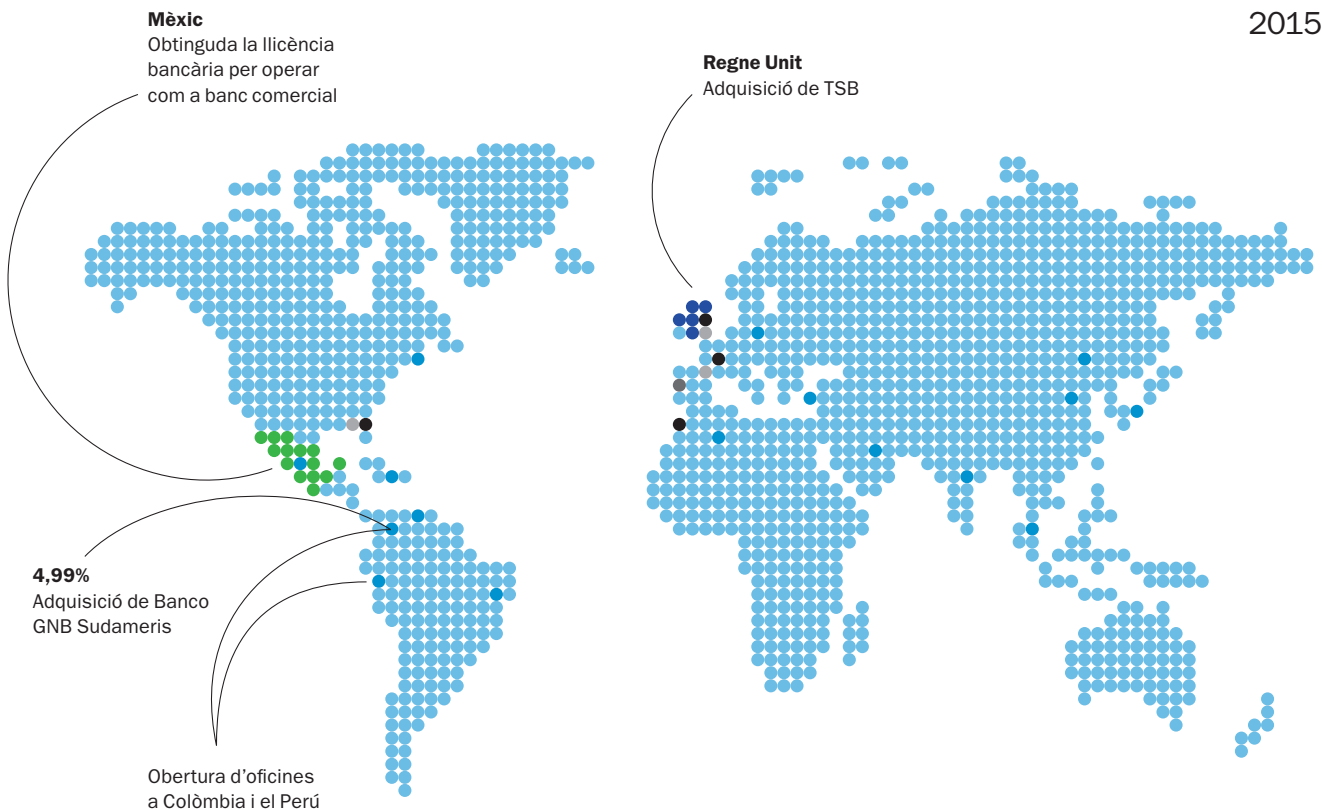 2015
Mèxic
Obtinguda la llicència
bancària per operar
com a banc comercial
Regne Unit
Adquisició de TSB
4,99%
Adquisició de Banco
GNB Sudameris
Obertura d’oficines
a Colòmbia i el Perú